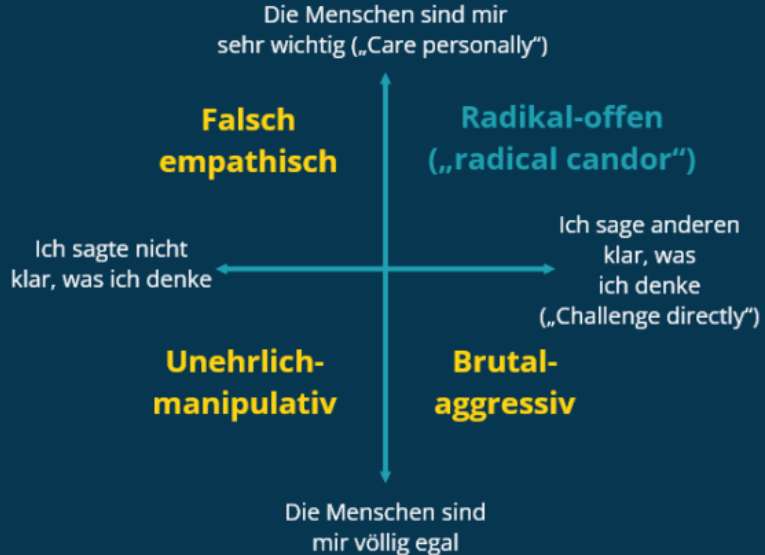 Die Menschen sind mir
sehr wichtig („Care personally“)
Falsch
empathisch
Radikal-offen
(„radical candor“)
Ich sagte nicht
klar, was ich denke
Ich sage anderen
klar, was
ich denke
(„Challenge directly“)
Unehrlich-
manipulativ
Brutal-
aggressiv
Die Menschen sind
mir völlig egal